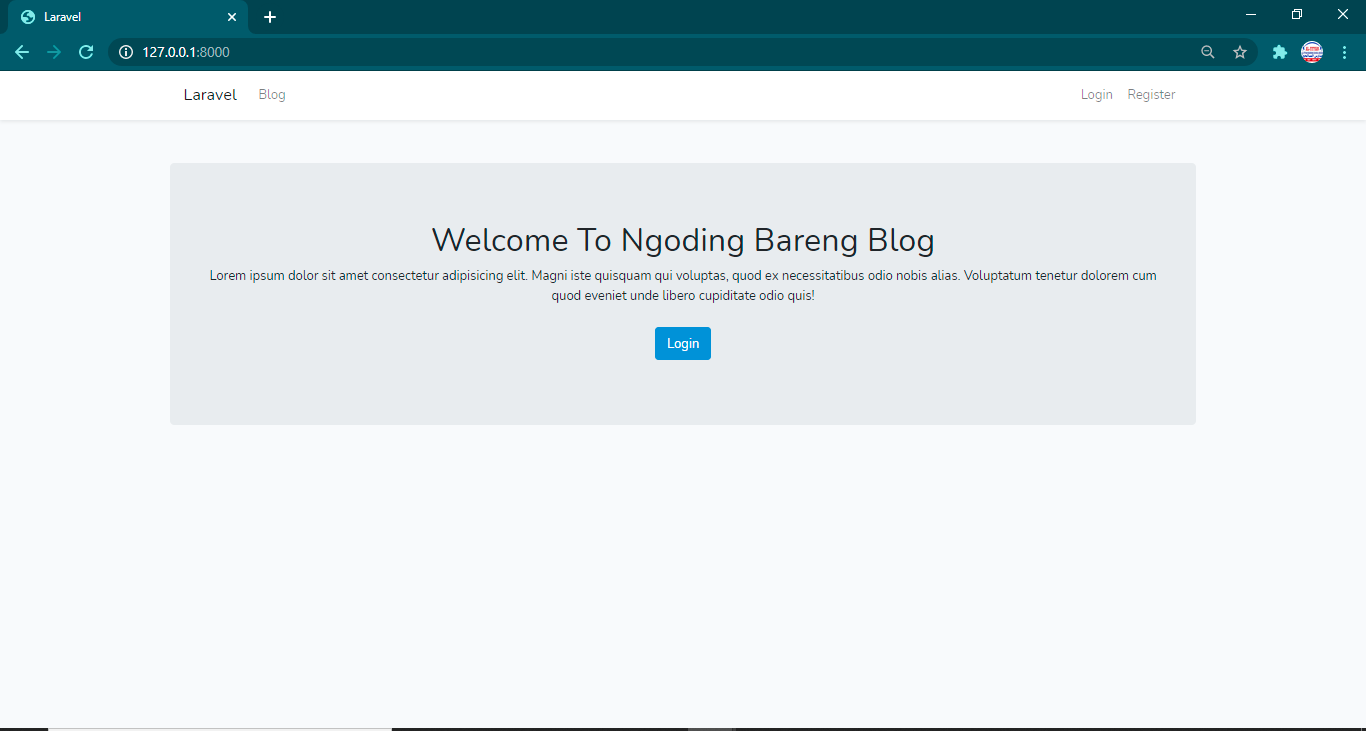 Laravel
127.0.0.1:8000
Laravel Blog Login Register
Welcome To Ngoding Bareng Blog
Lorem ipsum dolor sit amet consectetur adipisicing elit. Magni iste quisquam qui voluptas, quod ex necessitatibus odio nobis alias. Voluptatum tenetur dolorem cum
quod eveniet unde libero cupiditate odio quis!
Login